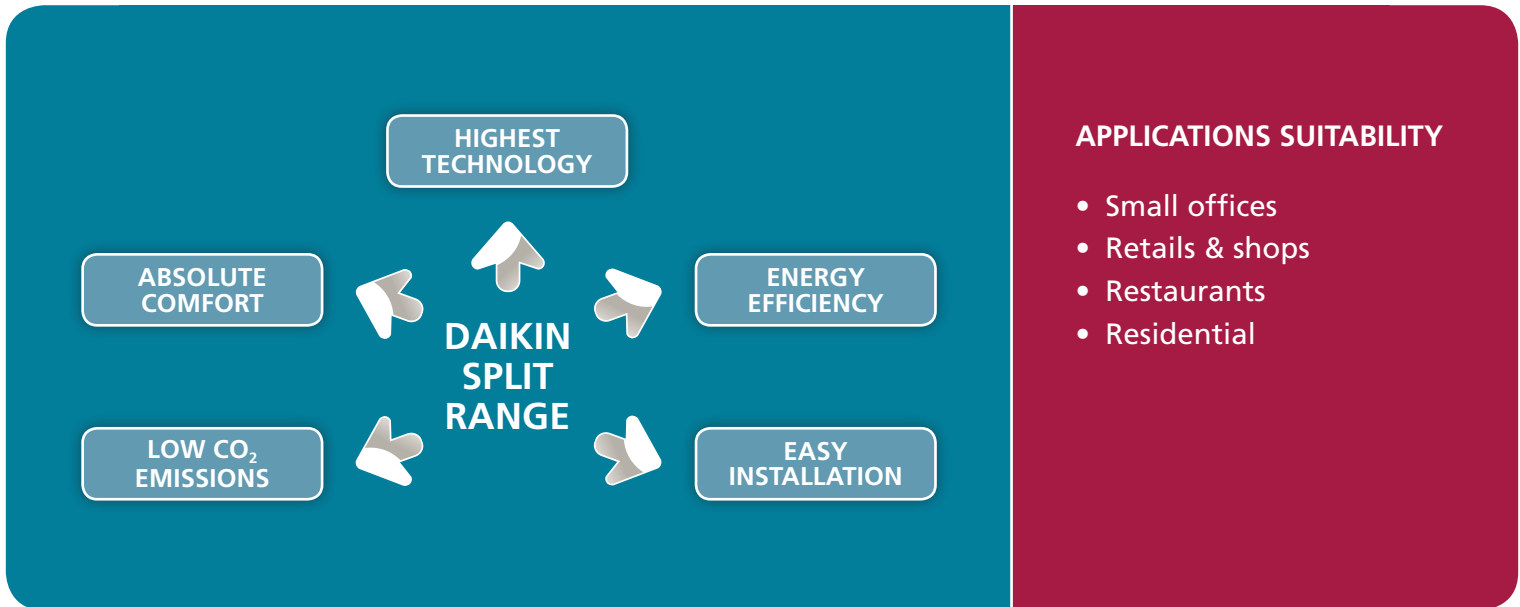 HIGHEST
TECHNOLOGY
ABSOLUTE
COMFORT
ENERGY
EFFICIENCY
DAIKIN
SPLIT
RANGE
LOW CO₂
EMISSIONS
EASY
INSTALLATION
APPLICATIONS SUITABILITY
• Small offices
• Retails & shops
• Restaurants
• Residential